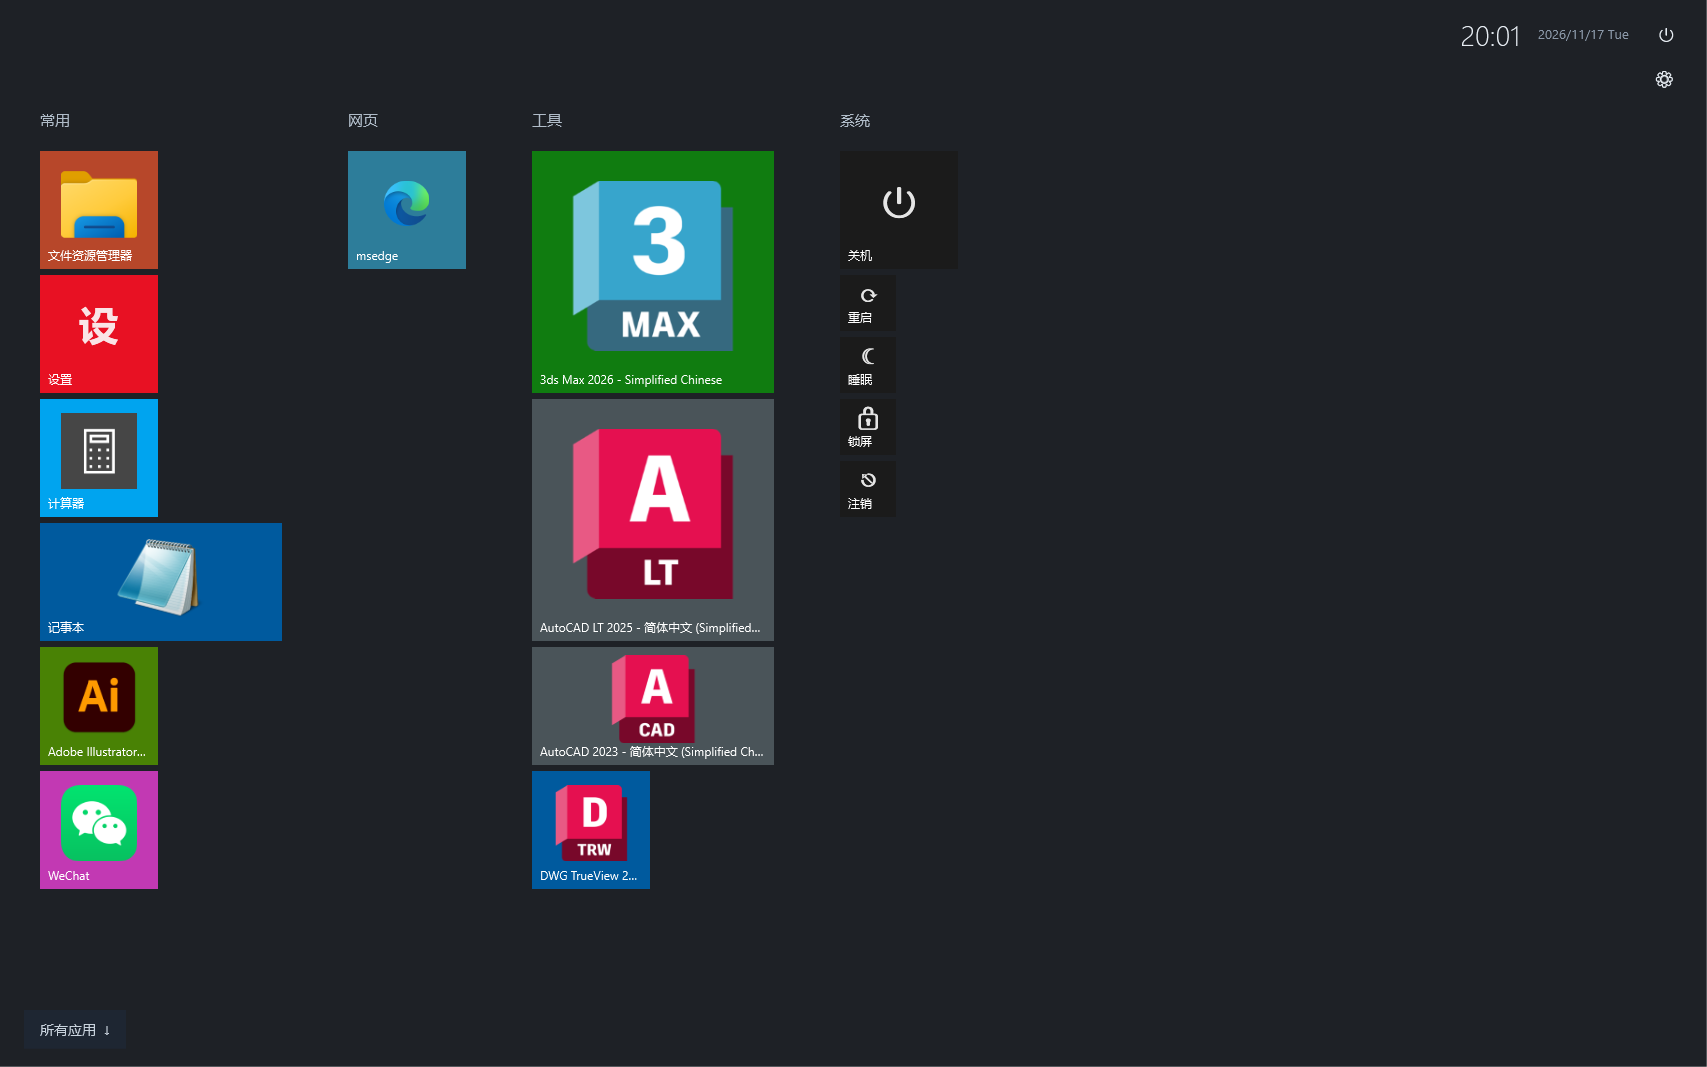 20:01 2026/11/17 Tue
常用
文件资源管理器
设
设置
计算器
记事本
Ai
Adobe Illustrator...
WeChat
网页
msedge
工具
3
MAX
3ds Max 2026 - Simplified Chinese
A
LT
AutoCAD LT 2025 - 简体中文 (Simplified...
A
CAD
AutoCAD 2023 - 简体中文 (Simplified Ch...
D
TRW
DWG TrueView 2...
系统
关机
重启
睡眠
锁屏
注销
所有应用 ↓